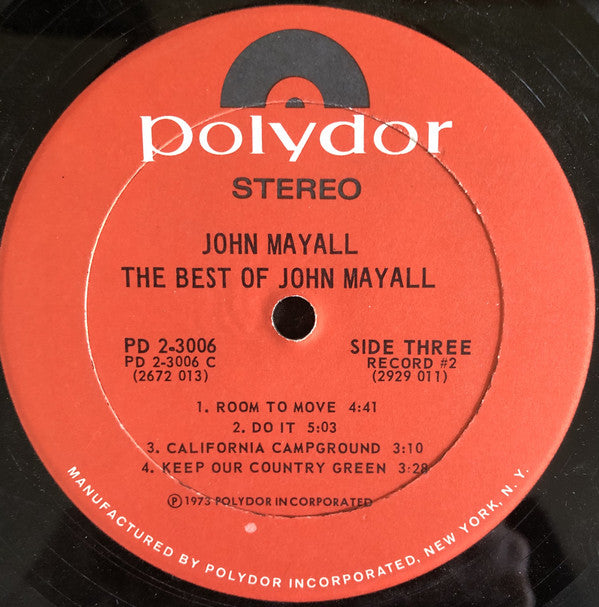 polydor
STEREO
JOHN MAYALL
THE BEST OF JOHN MAYALL
PD 2-3006
PD 2-3006 C
(2672 013)
SIDE THREE
RECORD #2
(2929 011)
1. ROOM TO MOVE 4:41
2. DO IT 5:03
3. CALIFORNIA CAMPGROUND 3:10
4. KEEP OUR COUNTRY GREEN 3:28
Ⓟ 1973 POLYDOR INCORPORATED
MANUFACTURED BY POLYDOR INCORPORATED, NEW YORK, N. Y.